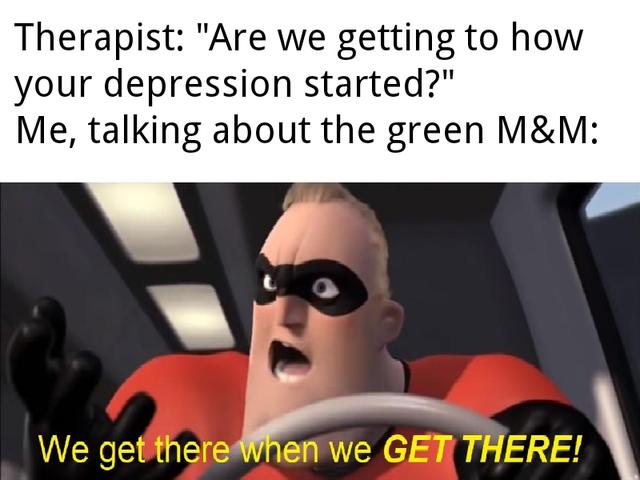 Therapist: "Are we getting to how
your depression started?"
Me, talking about the green M&M:
We get there when we GET THERE!